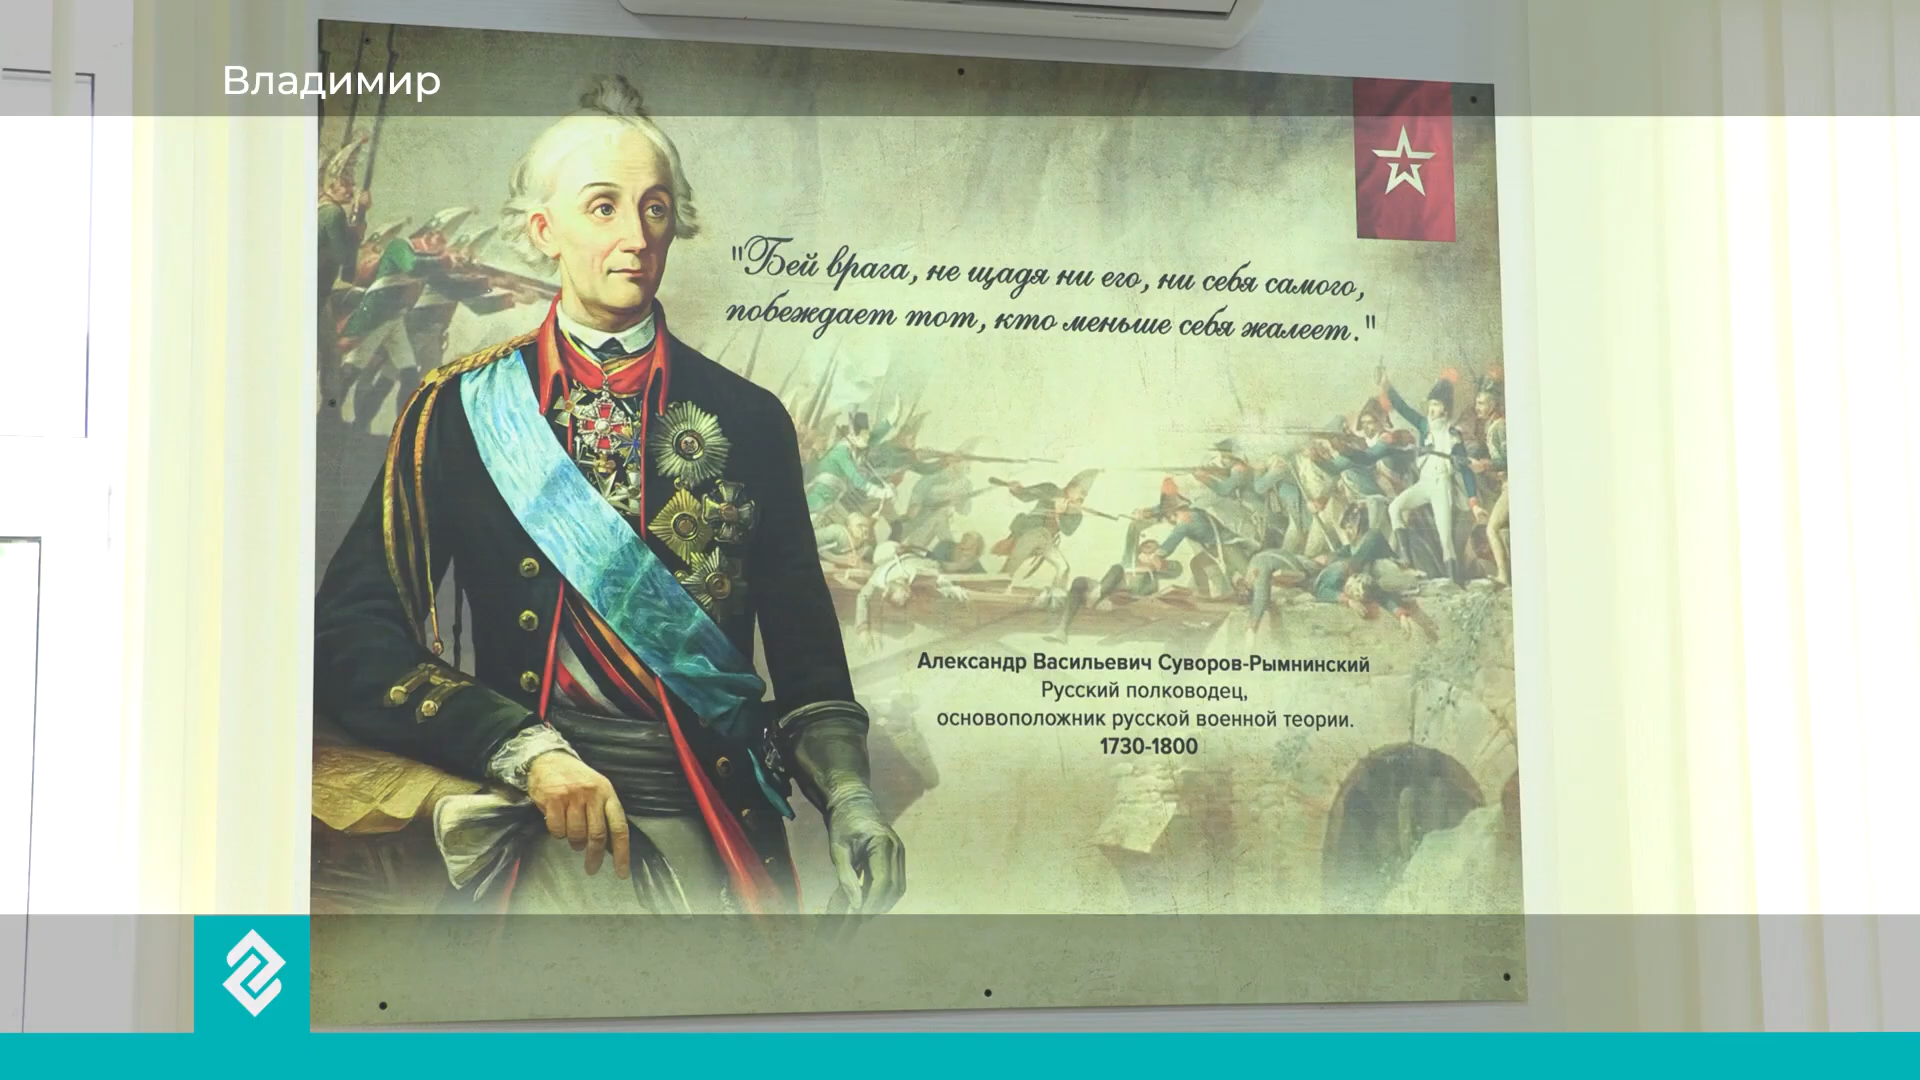 Владимир
"Бей врага, не щадя ни его, ни себя самого,
побеждает тот, кто меньше себя жалеет."
Александр Васильевич Суворов-Рымнинский
Русский полководец,
основоположник русской военной теории.
1730-1800